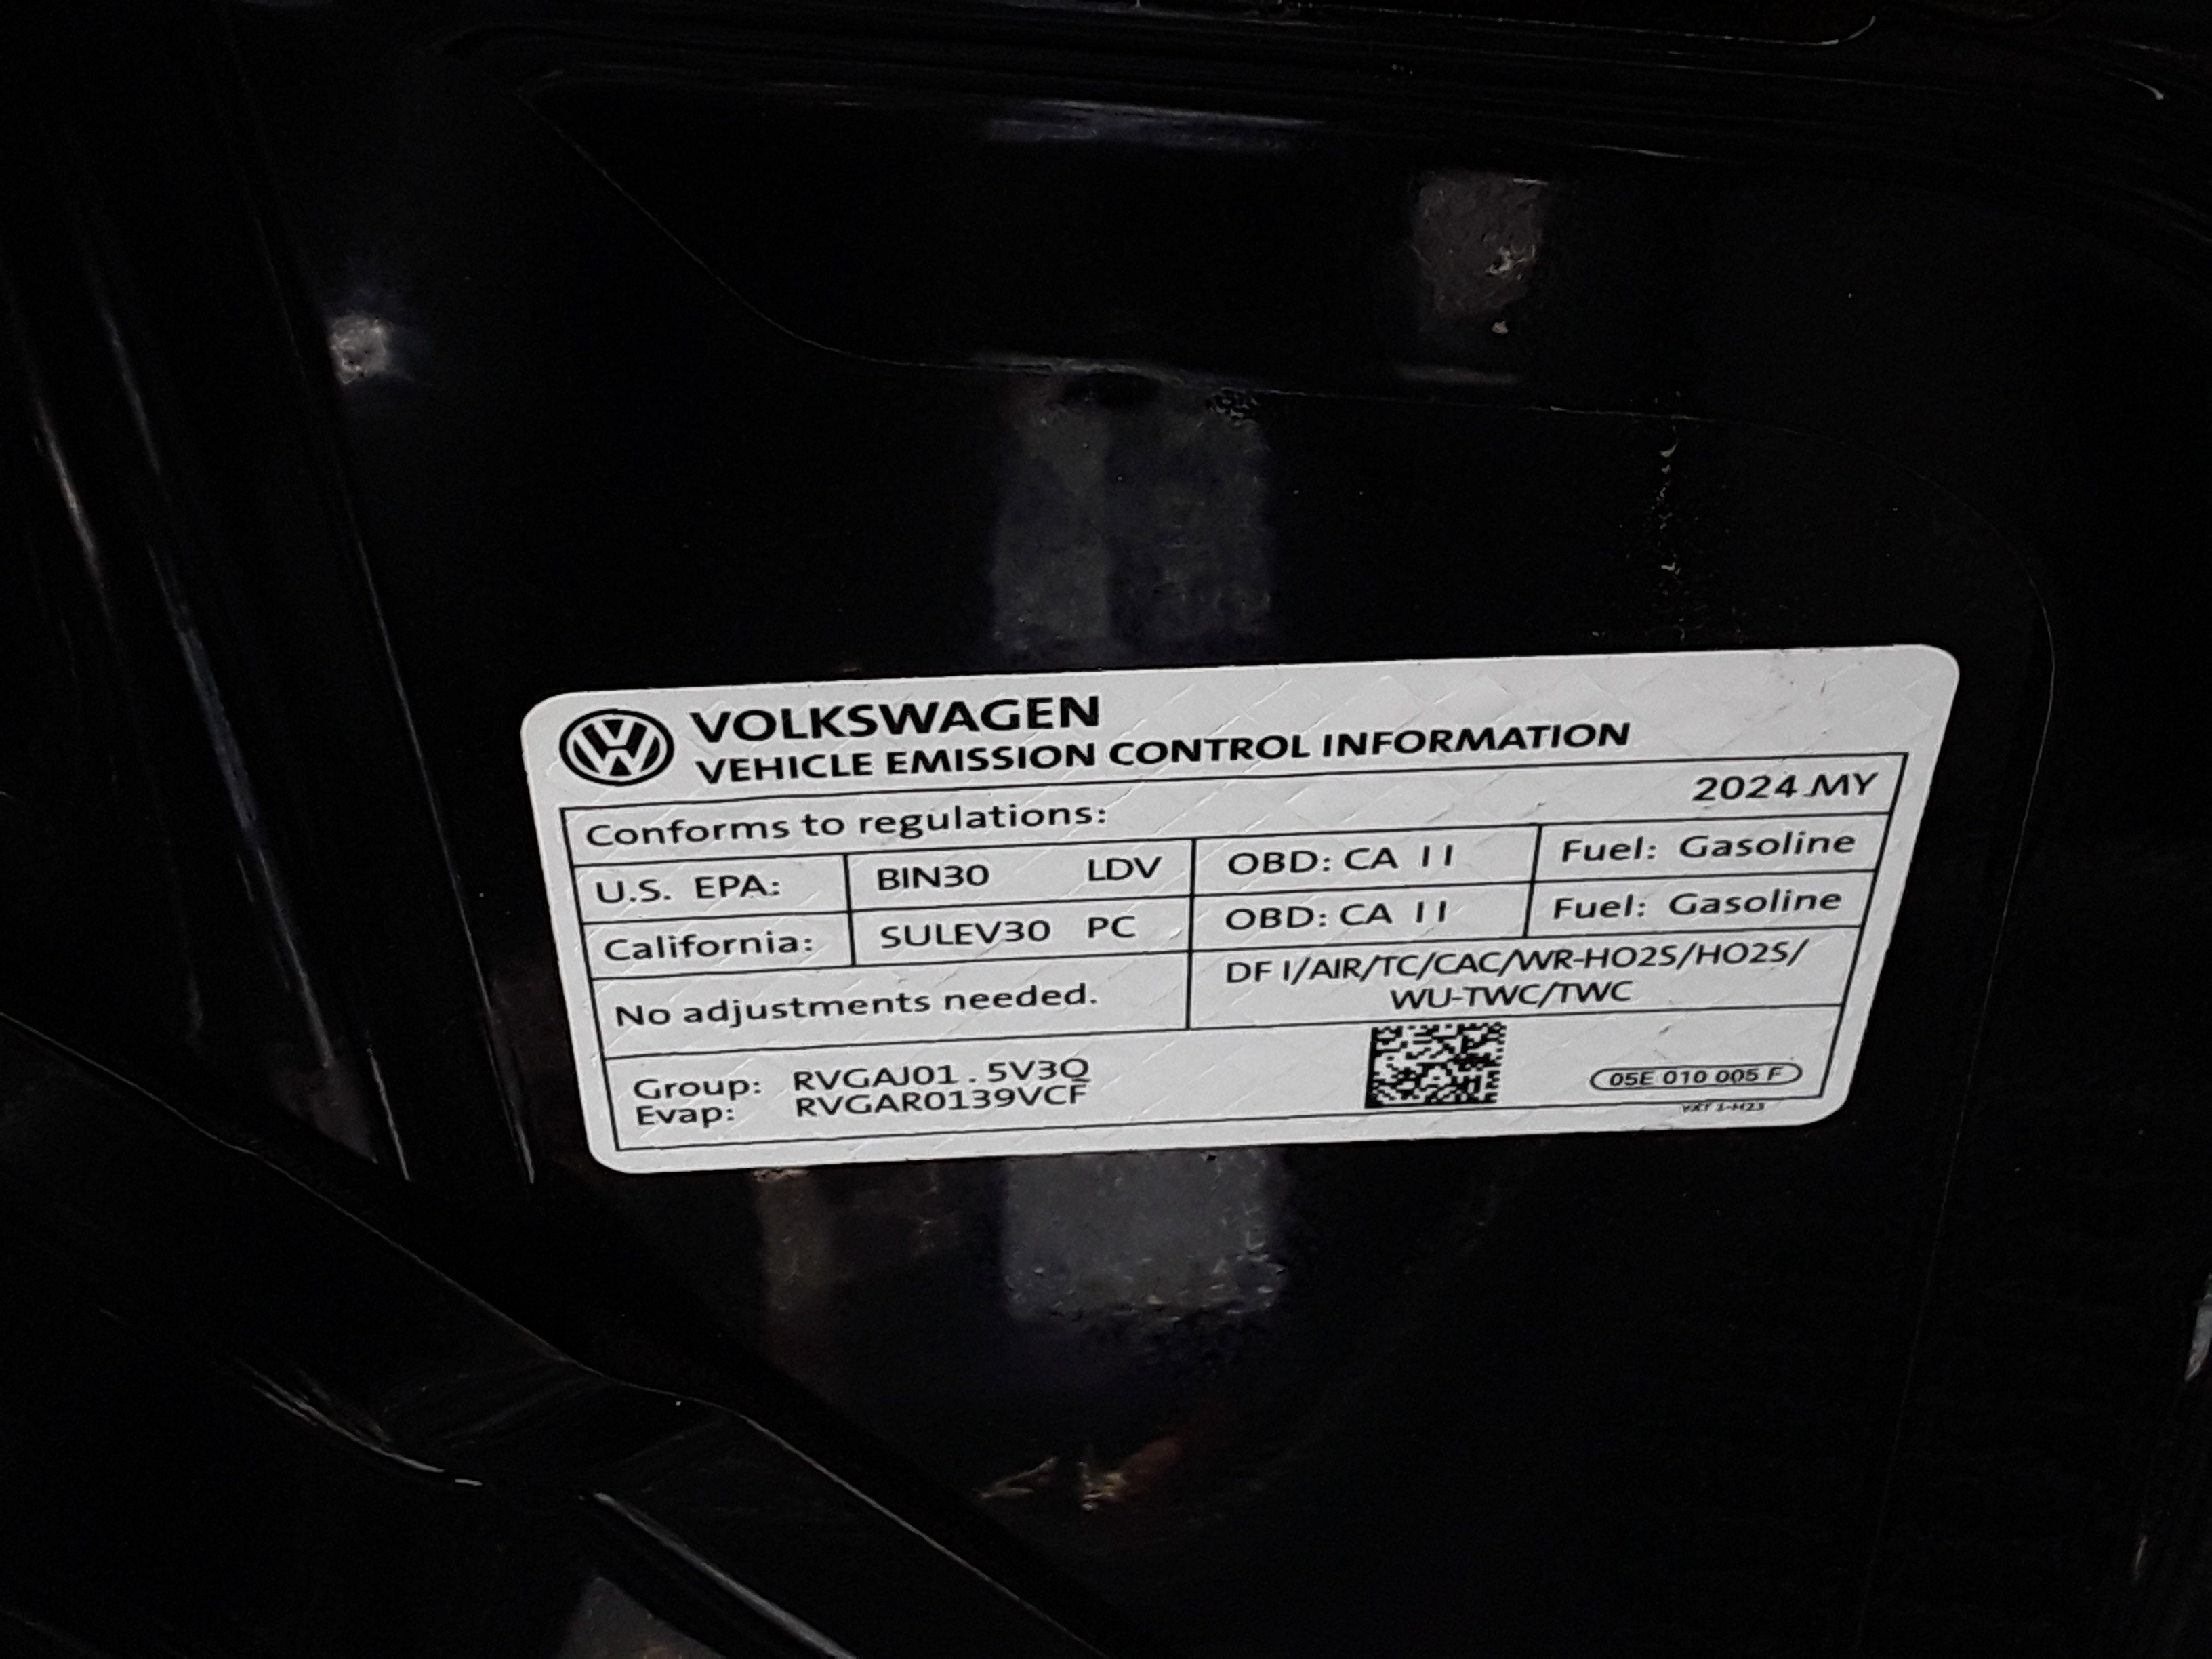 VOLKSWAGEN
VEHICLE EMISSION CONTROL INFORMATION
2024 MY
Conforms to regulations:
U.S. EPA: BIN30 LDV OBD: CA II Fuel: Gasoline
California: SULEV30 PC OBD: CA II Fuel: Gasoline
No adjustments needed.
DFI/AIR/TC/CAC/WR-HO2S/HO2S/
WU-TWC/TWC
Group: RVGAJ01.5V3Q
Evap: RVGAR0139VCF
05E 010 005 F